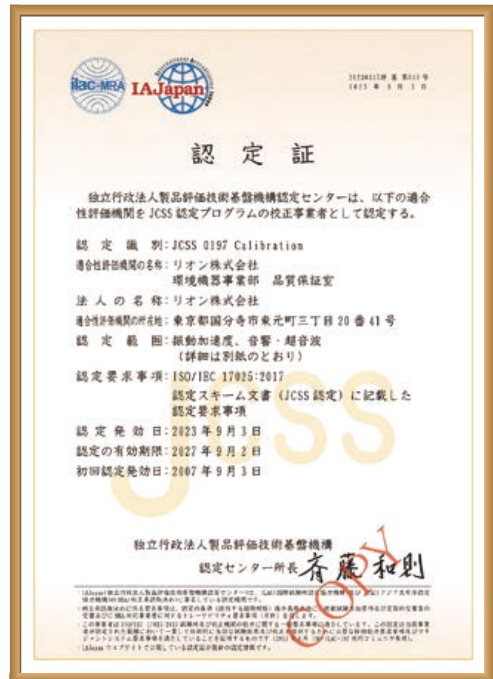 ilac-MRA
IAJapan
認定証
独立行政法人製品評価技術基盤機構認定センターは、以下の適合
性評価機関を JCSS 認定プログラムの校正事業者として認定する。
認定識別：JCSS 0197 Calibration
適合性評価機関の名称：リオン株式会社
環境機器事業部 品質保証室
法人の名称：リオン株式会社
適合性評価機関の所在地：東京都国分寺市東元町三丁目 20 番 41 号
認定範囲：振動加速度、音響・超音波
（詳細は別紙のとおり）
認定要求事項：ISO/IEC 17025:2017
認定スキーム文書（JCSS 認定）に記載した
認定要求事項
認定発効日：2023 年 9 月 3 日
認定の有効期限：2027 年 9 月 2 日
初回認定発効日：2007 年 9 月 3 日
JCSS
独立行政法人製品評価技術基盤機構
認定センター所長 斉藤和則
COPY